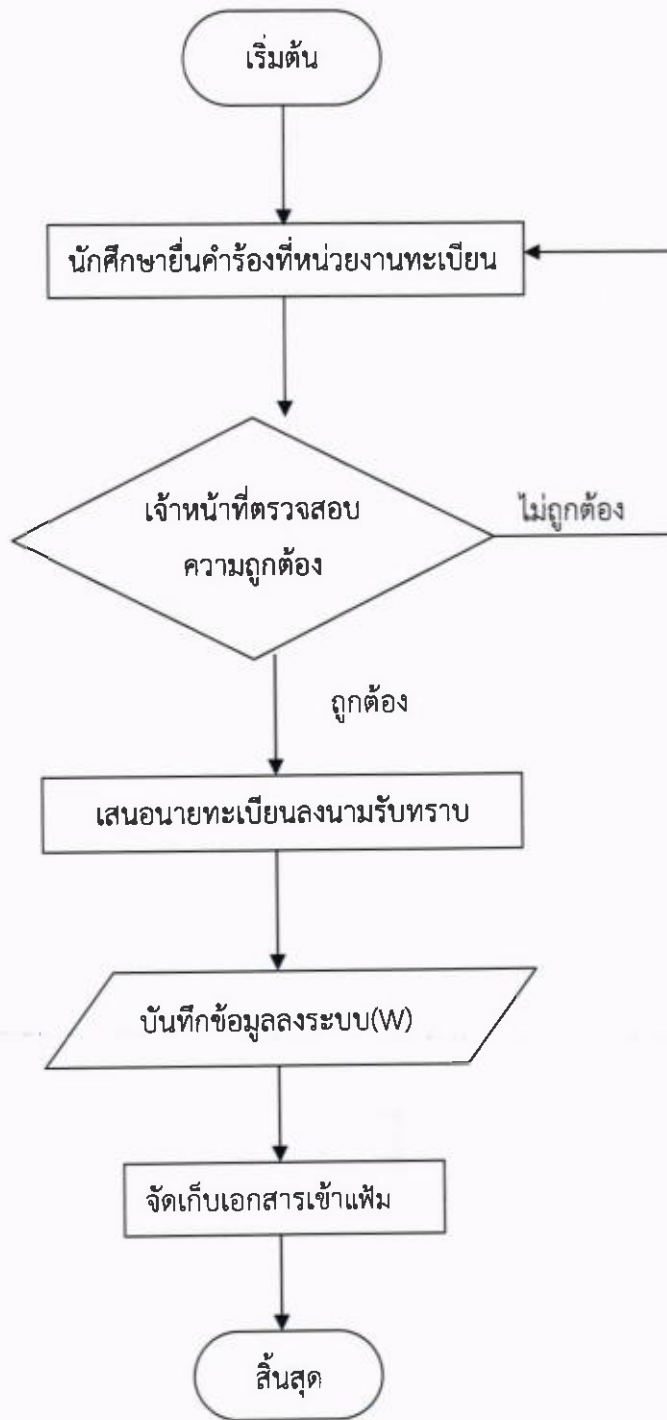 เริ่มต้น
นักศึกษายื่นคำร้องที่หน่วยงานทะเบียน
เจ้าหน้าที่ตรวจสอบ
ความถูกต้อง
ไม่ถูกต้อง
ถูกต้อง
เสนอนายทะเบียนลงนามรับทราบ
บันทึกข้อมูลลงระบบ(W)
จัดเก็บเอกสารเข้าแฟ้ม
สิ้นสุด